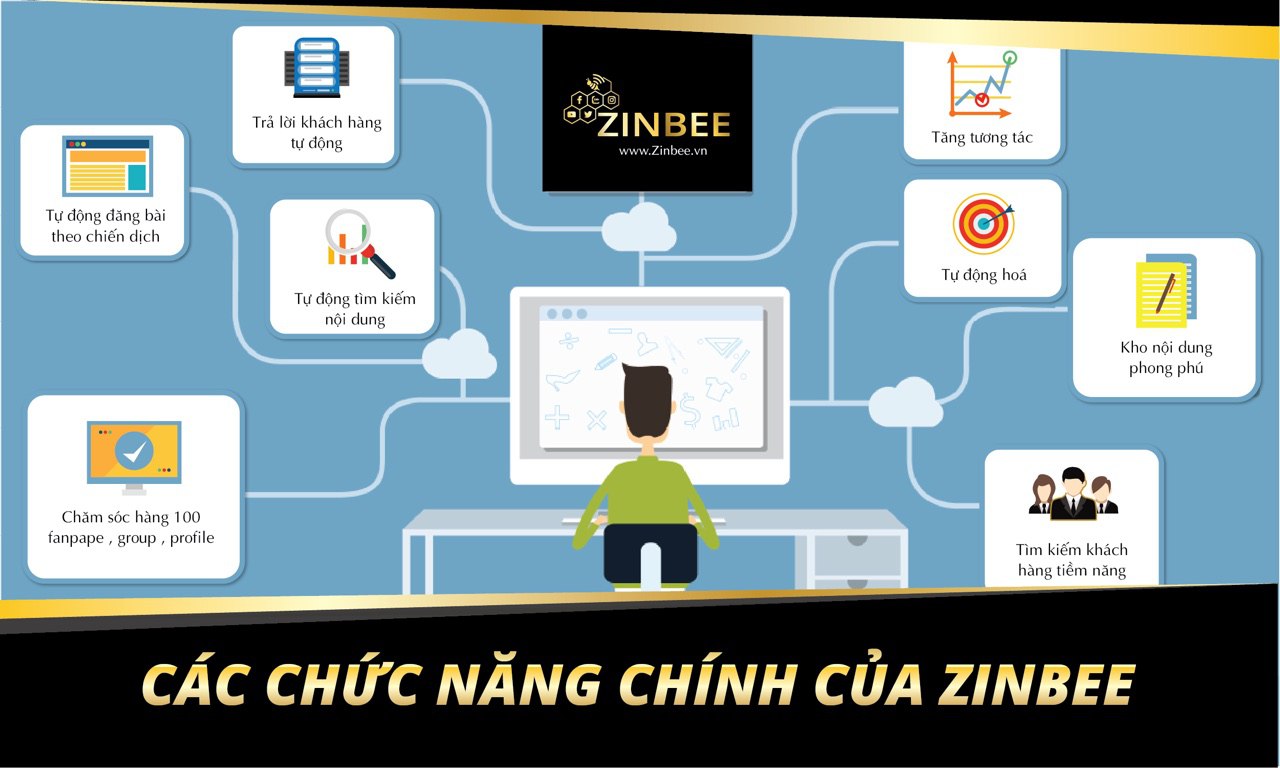 Trả lời khách hàng
tự động
ZINBEE
www.Zinbee.vn
Tăng tương tác
Tự động đăng bài
theo chiến dịch
Tự động tìm kiếm
nội dung
Tự động hoá
Kho nội dung
phong phú
Chăm sóc hàng 100
fanpape , group , profile
Tìm kiếm khách
hàng tiềm năng
CÁC CHỨC NĂNG CHÍNH CỦA ZINBEE